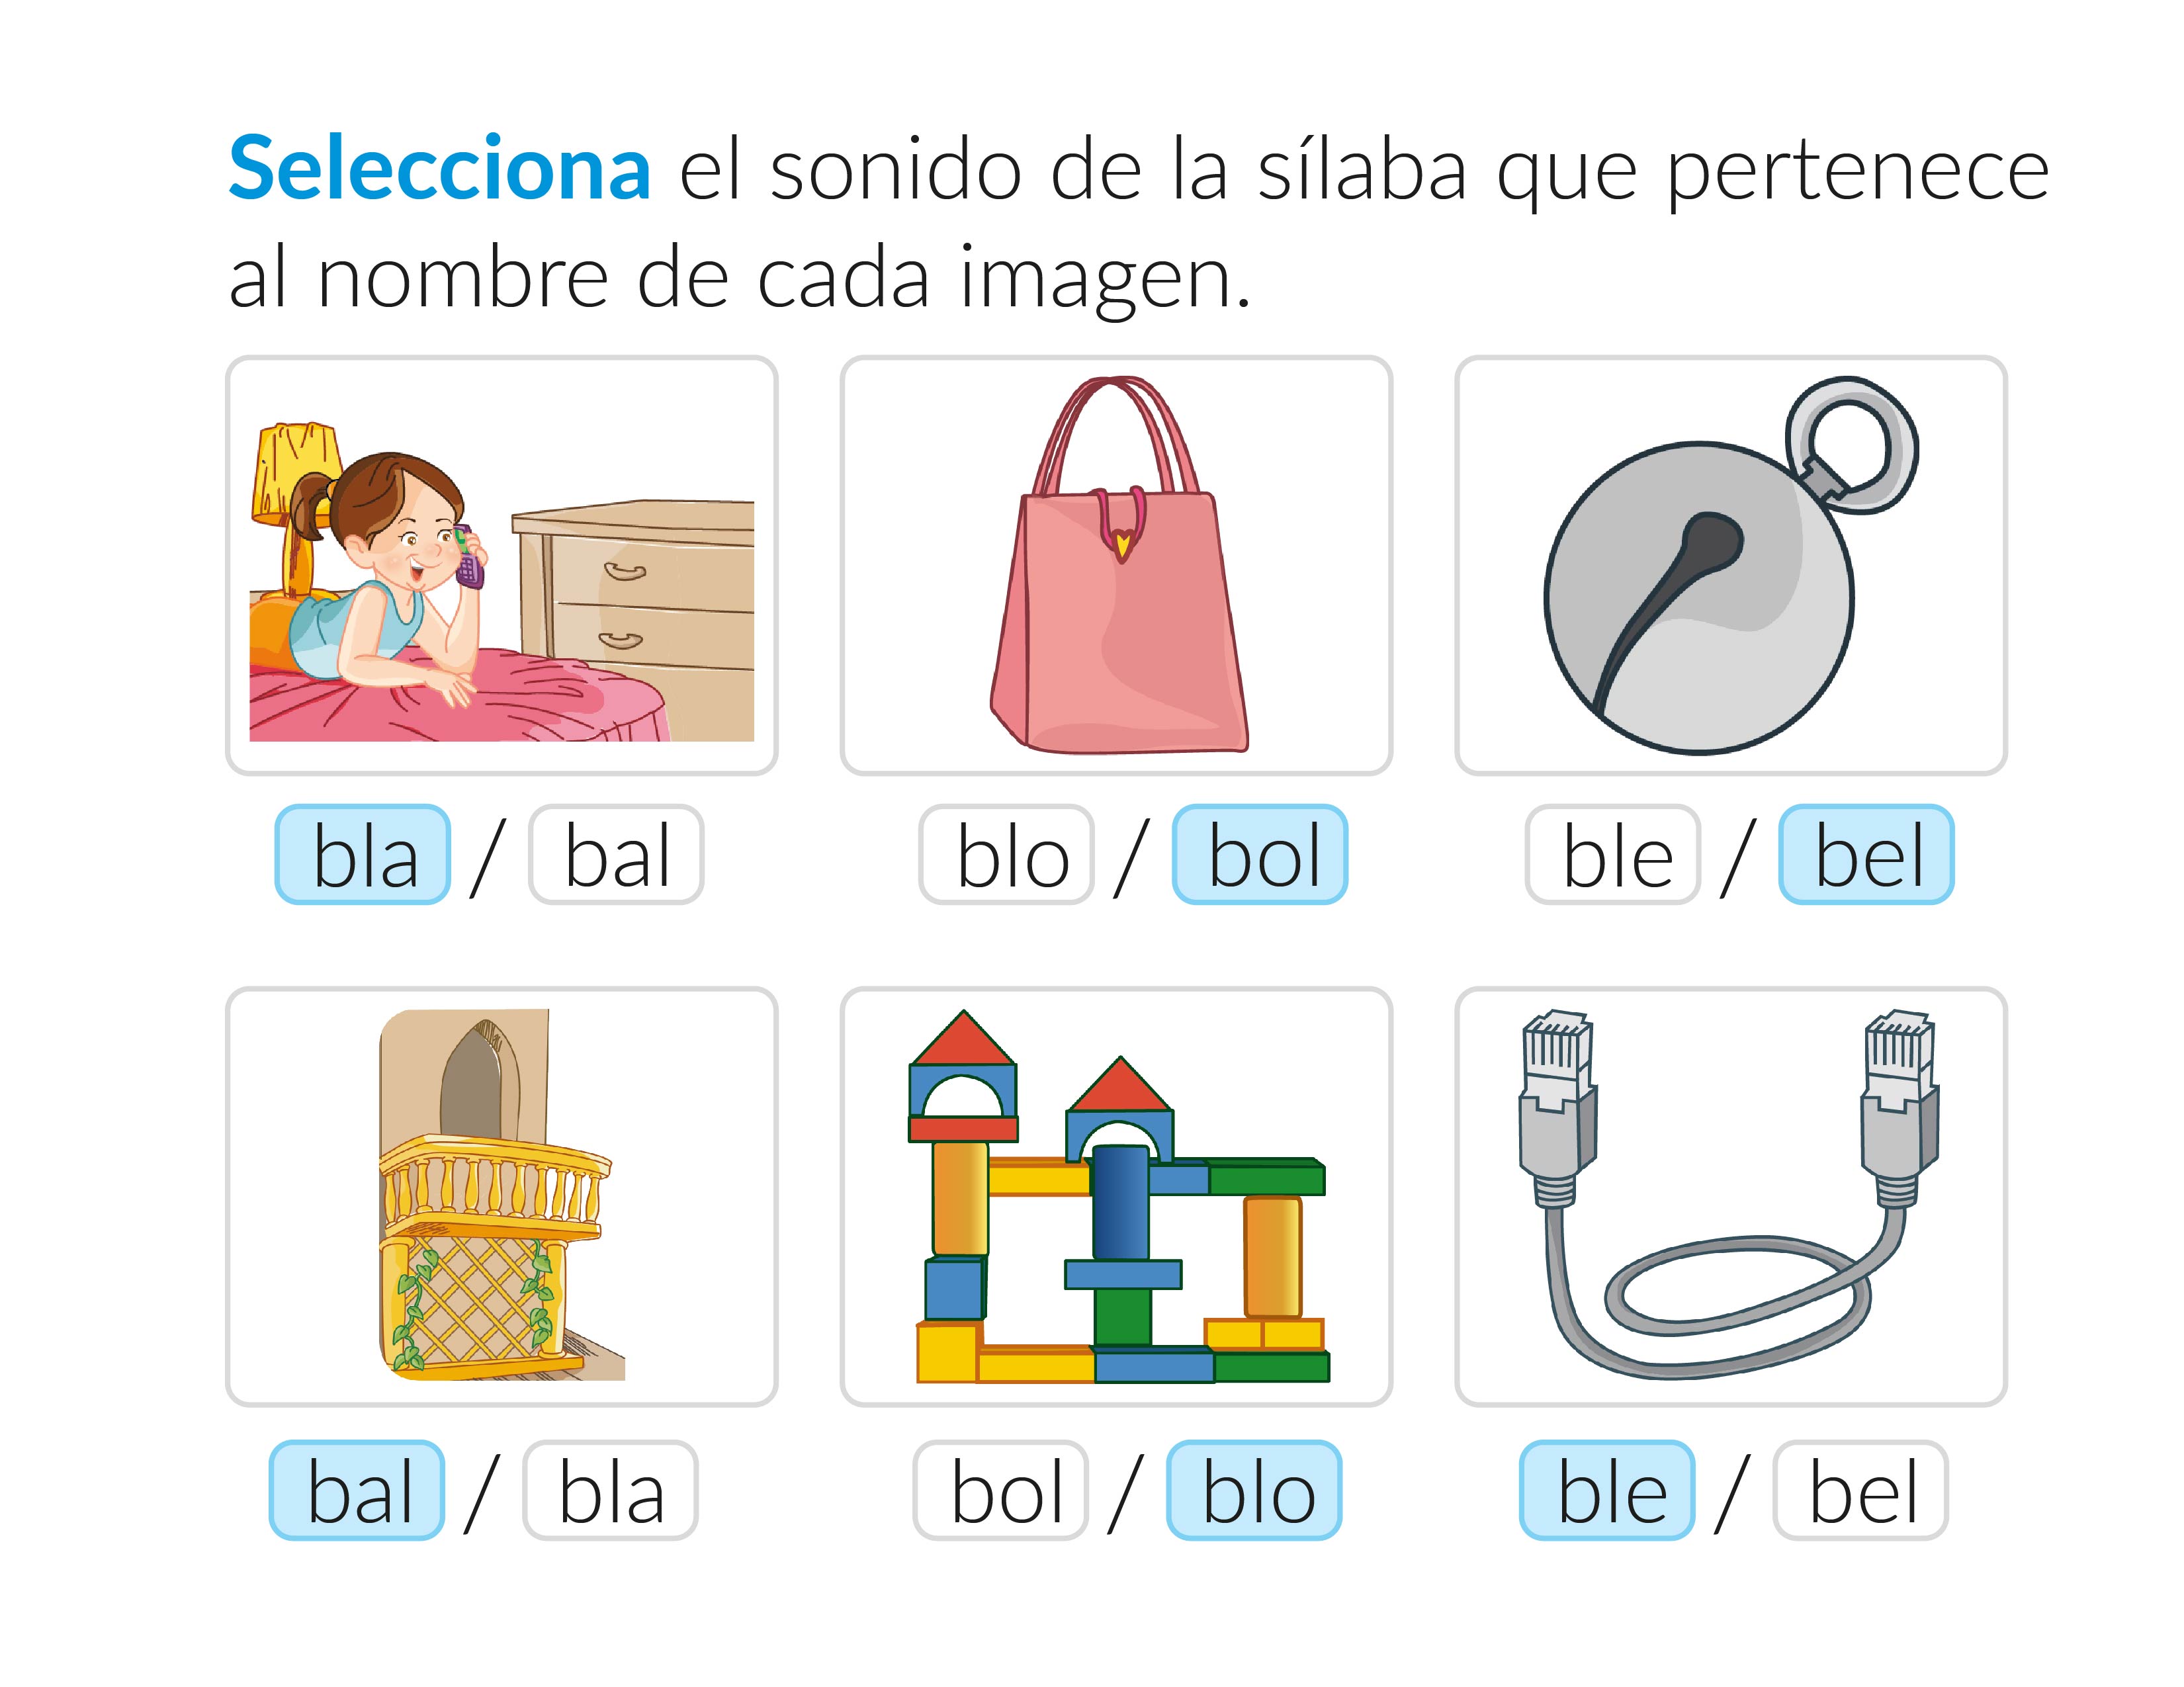 Selecciona el sonido de la sílaba que pertenece
al nombre de cada imagen.
bla / bal
blo / bol
ble / bel
bal / bla
bol / blo
ble / bel